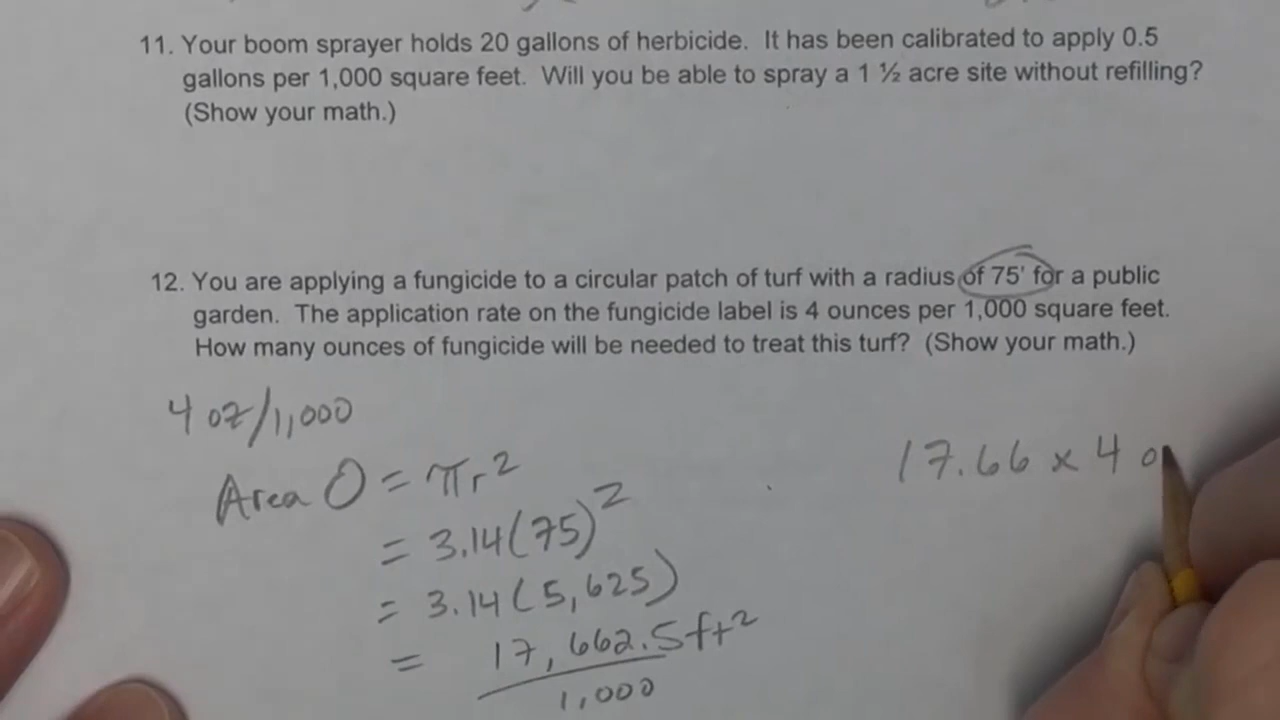 11. Your boom sprayer holds 20 gallons of herbicide. It has been calibrated to apply 0.5
gallons per 1,000 square feet. Will you be able to spray a 1 ½ acre site without refilling?
(Show your math.)
12. You are applying a fungicide to a circular patch of turf with a radius of 75' for a public
garden. The application rate on the fungicide label is 4 ounces per 1,000 square feet.
How many ounces of fungicide will be needed to treat this turf? (Show your math.)
4 oz/1,000
Area O = πr²
= 3.14(75)²
= 3.14(5,625)
= 17,662.5ft²
1,000
17.66 x 4 o